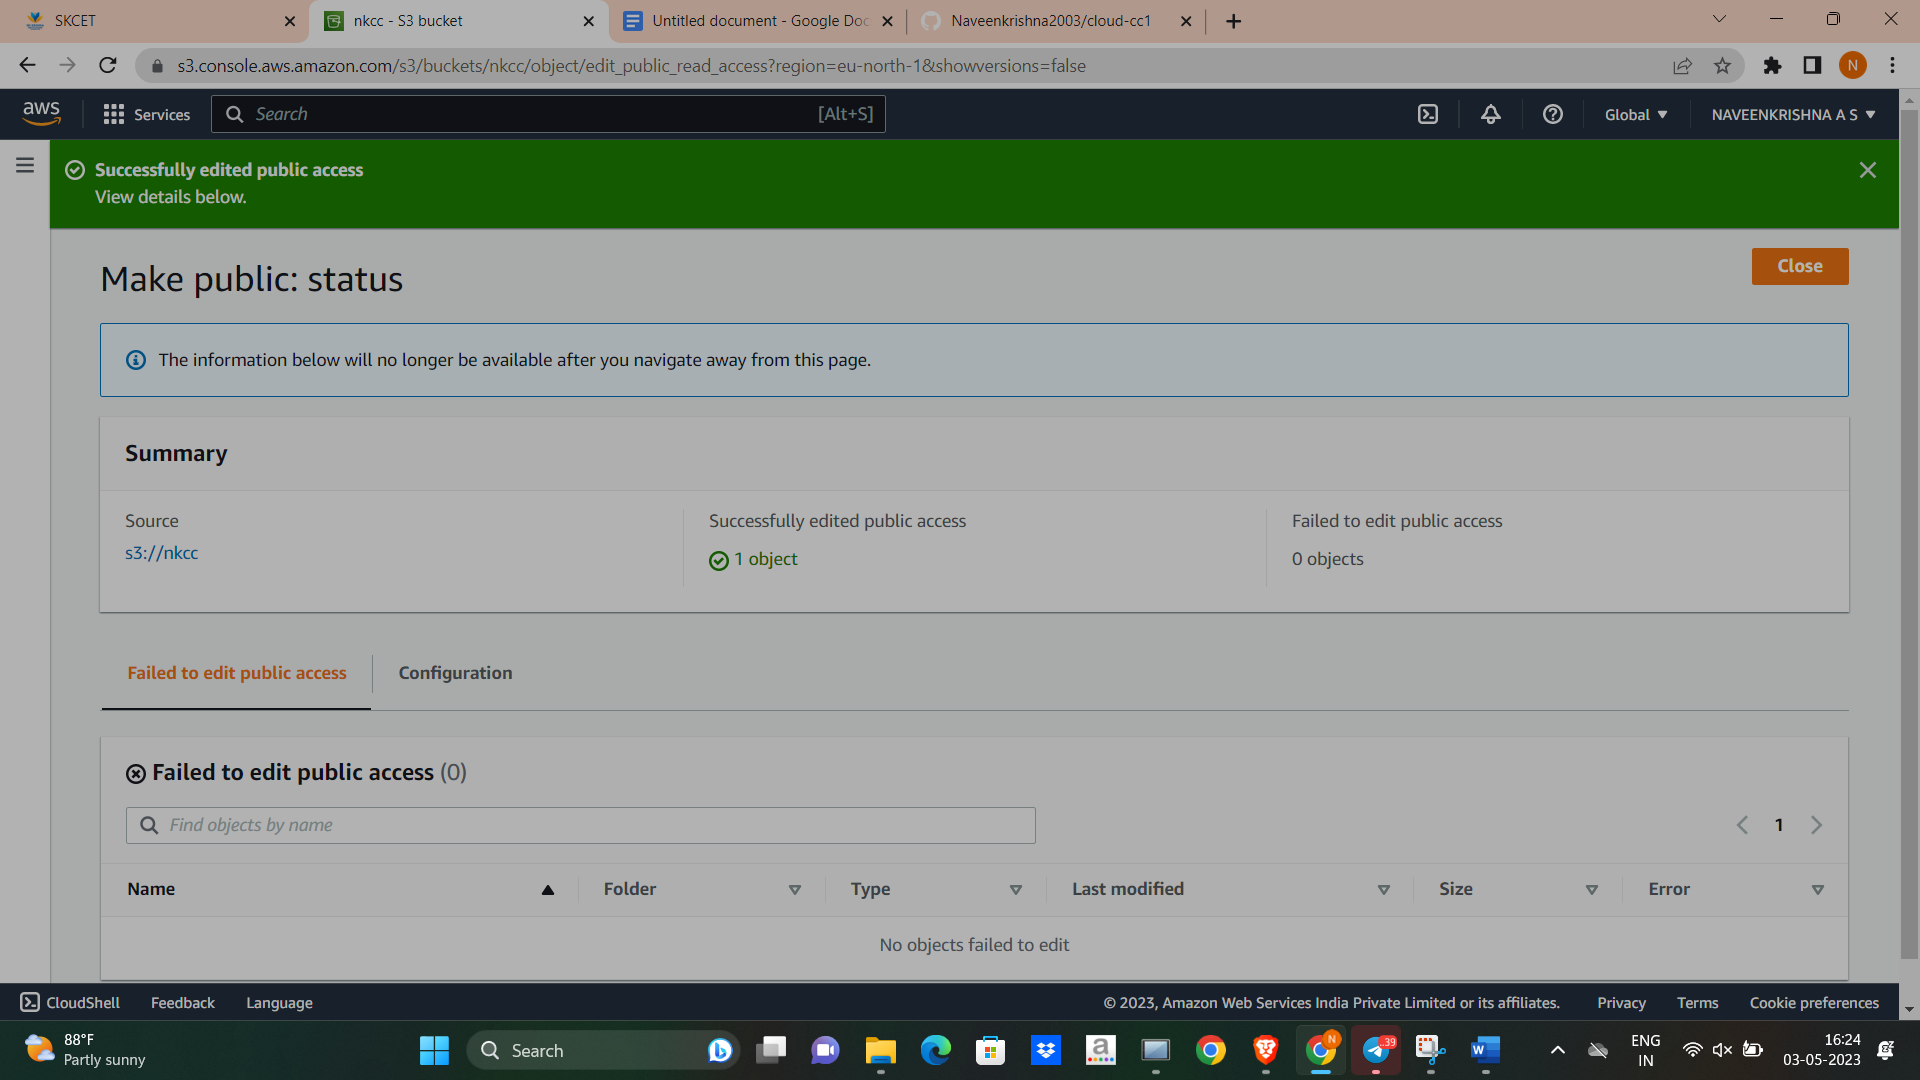 SKCET
nkcc - S3 bucket
Untitled document - Google Doc
Naveenkrishna2003/cloud-cc1
s3.console.aws.amazon.com/s3/buckets/nkcc/object/edit_public_read_access?region=eu-north-1&showversions=false
N
aws
Services
Search
[Alt+S]
Global
NAVEENKRISHNA A S
Successfully edited public access
View details below.
Make public: status
Close
The information below will no longer be available after you navigate away from this page.
Summary
Source
s3://nkcc
Successfully edited public access
1 object
Failed to edit public access
0 objects
Failed to edit public access
Configuration
Failed to edit public access (0)
Find objects by name
1
Name
Folder
Type
Last modified
Size
Error
No objects failed to edit
CloudShell
Feedback
Language
© 2023, Amazon Web Services India Private Limited or its affiliates.
Privacy
Terms
Cookie preferences
88°F
Partly sunny
Search
a
N
..39
W
ENG
IN
16:24
03-05-2023